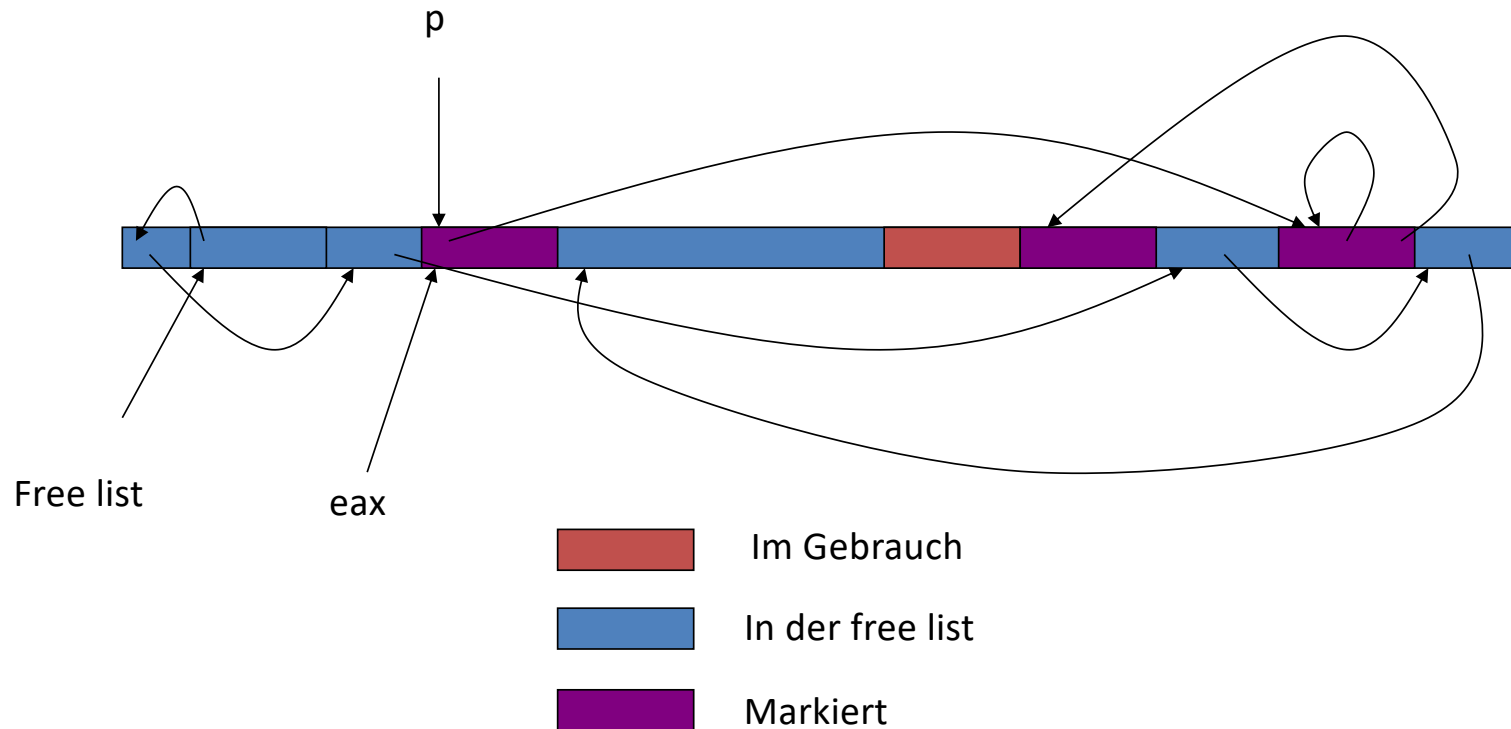 p
Free list
eax
Im Gebrauch
In der free list
Markiert